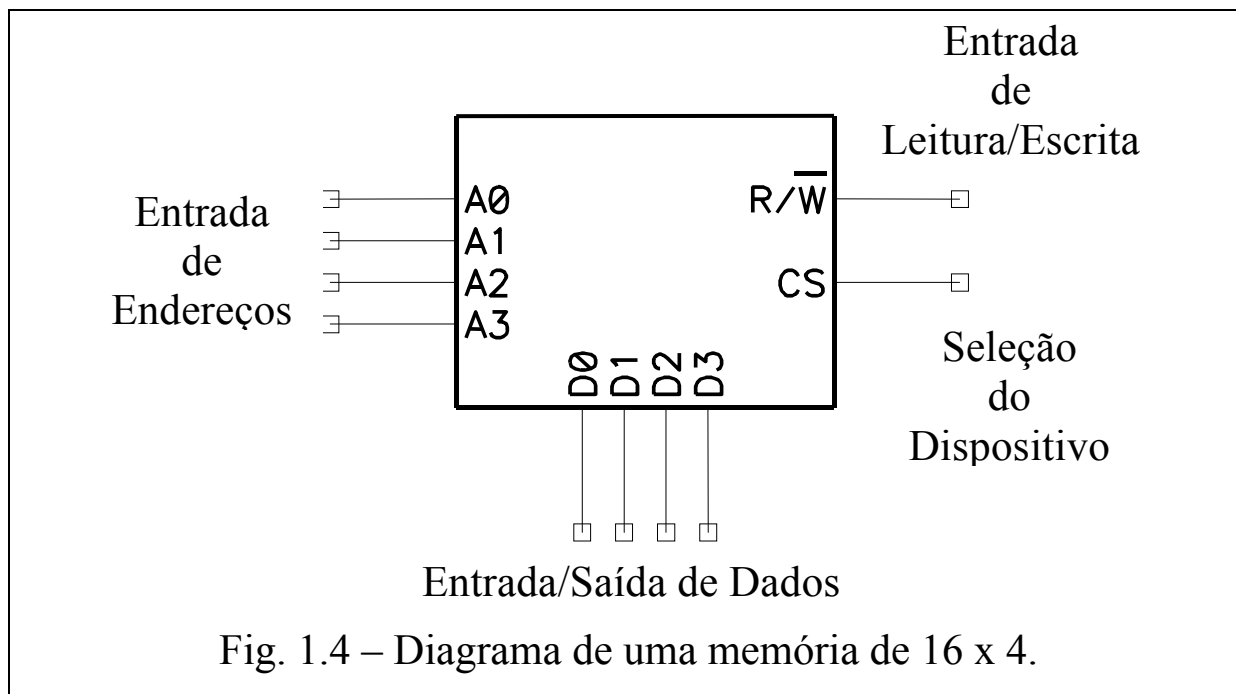 Entrada
de
Leitura/Escrita
Entrada
de
Endereços
A0
A1
A2
A3
R/W̅
CS
D0 D1 D2 D3
Seleção
do
Dispositivo
Entrada/Saída de Dados
Fig. 1.4 – Diagrama de uma memória de 16 x 4.